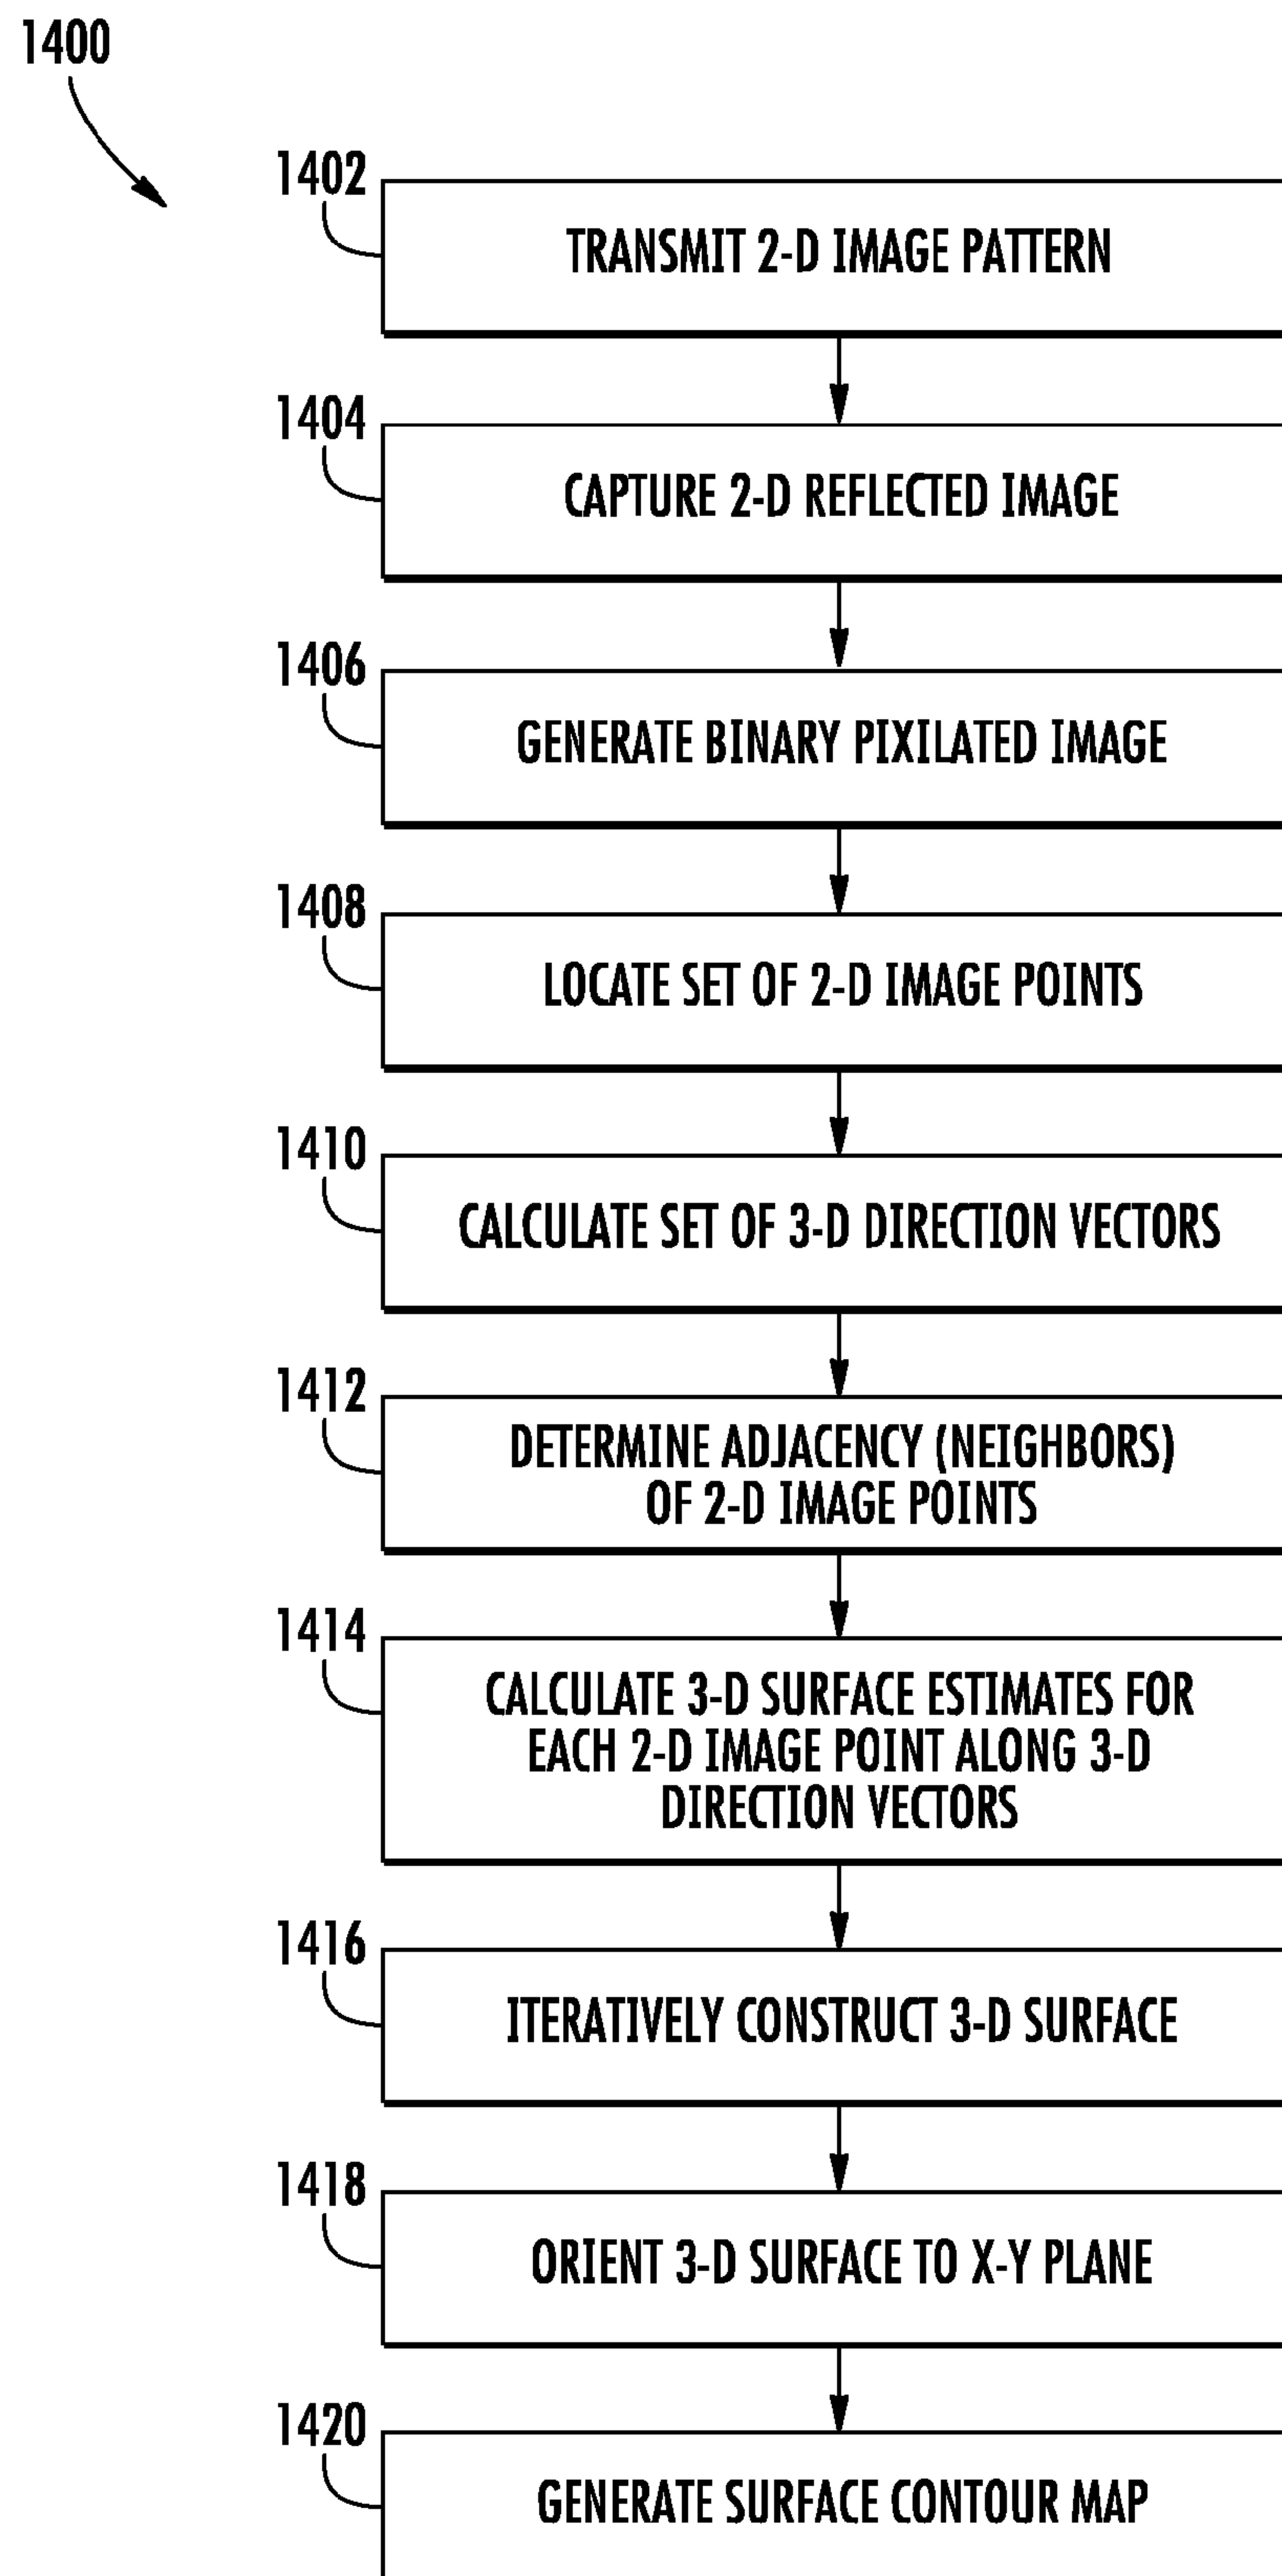 1400
1402
TRANSMIT 2-D IMAGE PATTERN
1404
CAPTURE 2-D REFLECTED IMAGE
1406
GENERATE BINARY PIXILATED IMAGE
1408
LOCATE SET OF 2-D IMAGE POINTS
1410
CALCULATE SET OF 3-D DIRECTION VECTORS
1412
DETERMINE ADJACENCY (NEIGHBORS)
OF 2-D IMAGE POINTS
1414
CALCULATE 3-D SURFACE ESTIMATES FOR
EACH 2-D IMAGE POINT ALONG 3-D
DIRECTION VECTORS
1416
ITERATIVELY CONSTRUCT 3-D SURFACE
1418
ORIENT 3-D SURFACE TO X-Y PLANE
1420
GENERATE SURFACE CONTOUR MAP